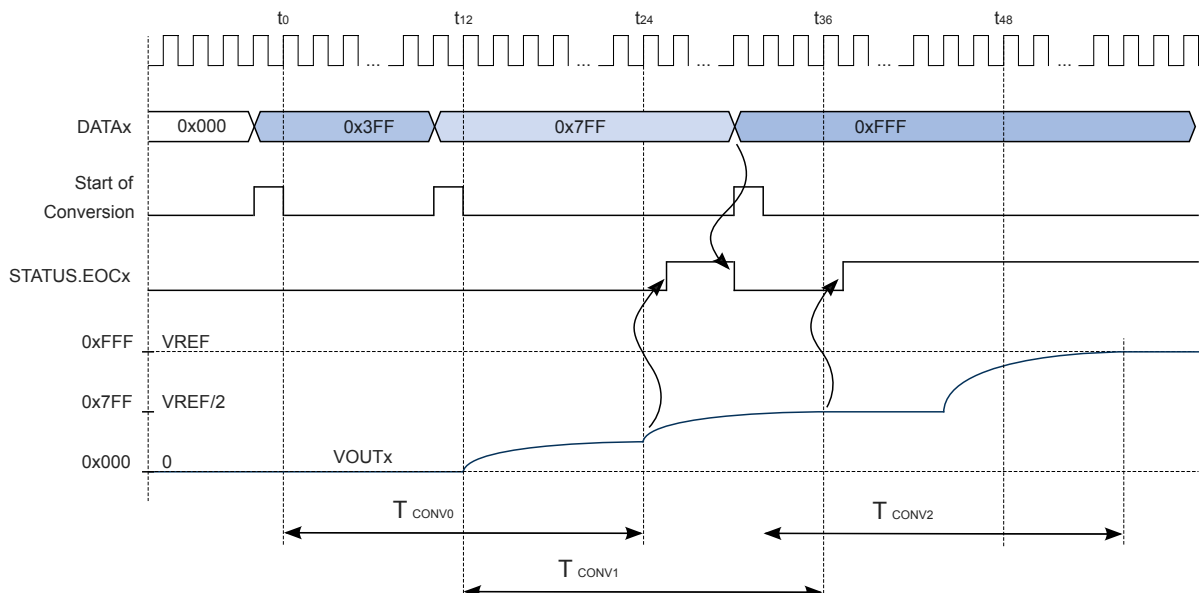 t0 t12 t24 t36 t48
... ... ... ... ...
DATAx 0x000 0x3FF 0x7FF 0xFFF
Start of
Conversion
STATUS.EOCx
0xFFF VREF
0x7FF VREF/2
0x000 0 VOUTx
T CONV0 T CONV2
T CONV1